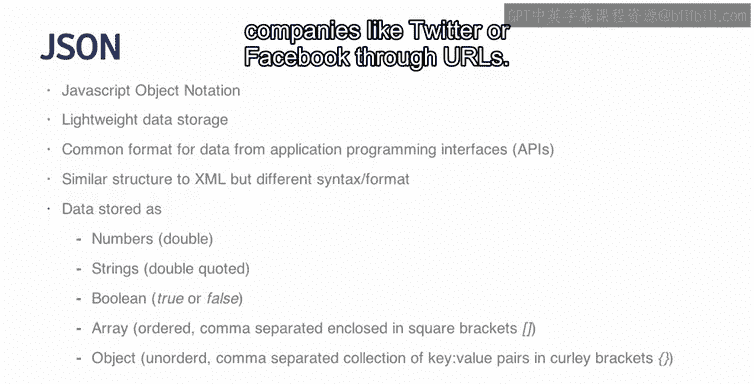 GPT中英字幕课程资源@bilibili.com
companies like Twitter or
Facebook through URLs.
JSON
· Javascript Object Notation
· Lightweight data storage
· Common format for data from application programming interfaces (APIs)
· Similar structure to XML but different syntax/format
· Data stored as
- Numbers (double)
- Strings (double quoted)
- Boolean (true or false)
- Array (ordered, comma separated enclosed in square brackets [])
- Object (unorderd, comma separated collection of key:value pairs in curley brackets {})